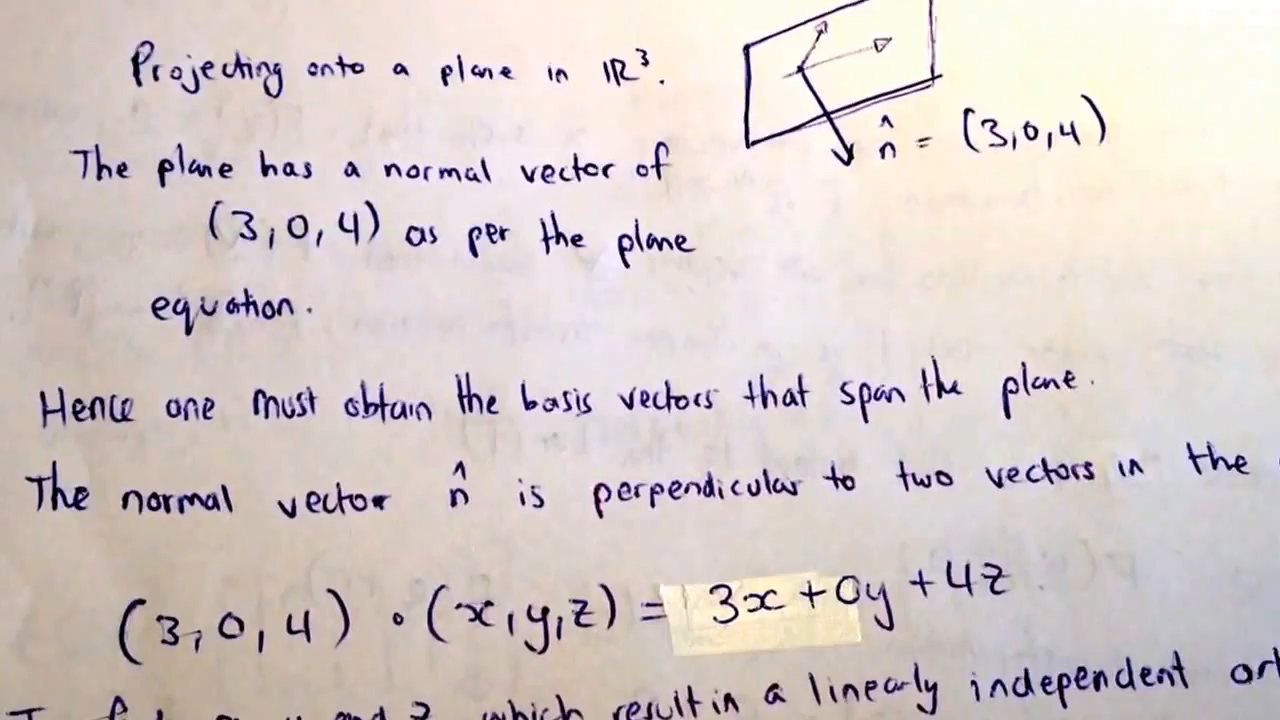 Projecting onto a plane in ℝ³.
n̂ = (3,0,4)
The plane has a normal vector of
(3,0,4) as per the plane
equation.
Hence one must obtain the basis vectors that span the plane.
The normal vector n̂ is perpendicular to two vectors in the
(3,0,4) • (x,y,z) = 3x+0y+4z
which result in a linearly independent